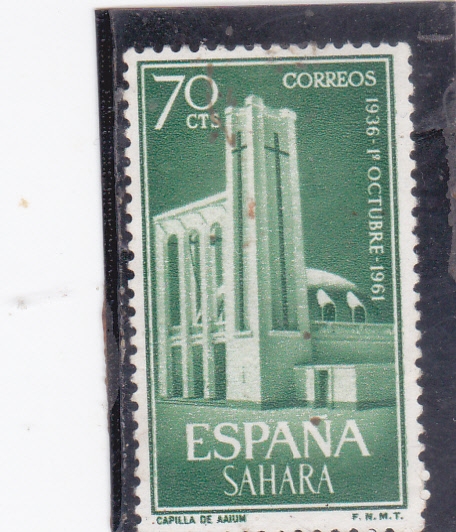 70
CTS
CORREOS
1936-1º OCTUBRE-1961
ESPAÑA
SAHARA
CAPILLA DE AAIUM
F.N.M.T.